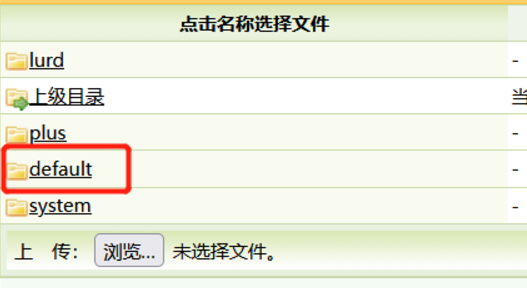 点击名称选择文件
lurd -
上级目录 当
plus -
default -
system -
上 传： 浏览... 未选择文件。